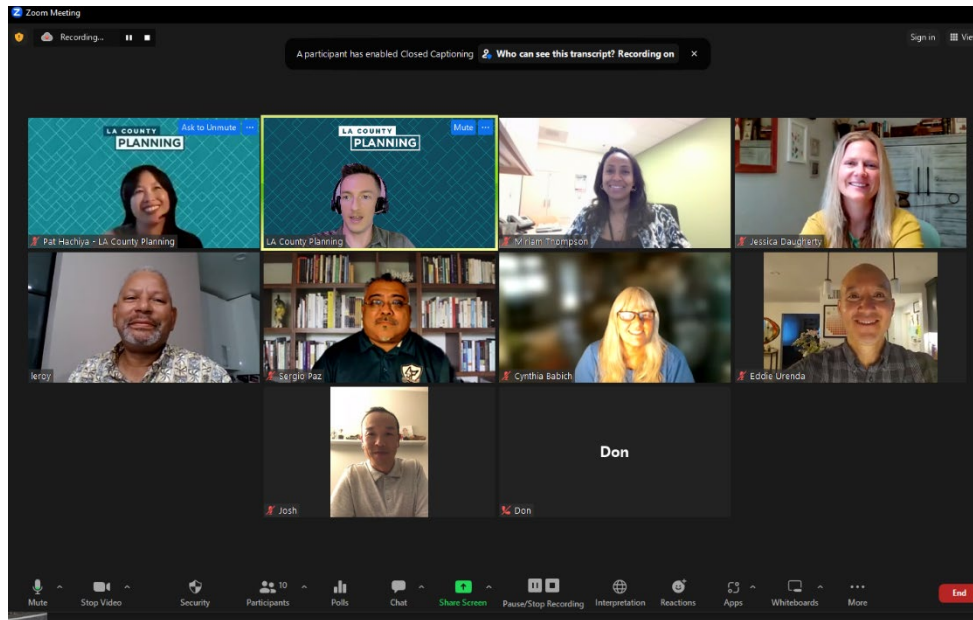 Zoom Meeting
Recording...
A participant has enabled Closed Captioning Who can see this transcript? Recording on ×
Sign in
Vie
LA COUNTY
PLANNING
Ask to Unmute ...
Pat Hachiya - LA County Planning
LA COUNTY
PLANNING
Mute ...
LA County Planning
Miriam Thompson
Jessica Daugherty
leroy
Sergio Paz
Cynthia Babich
Eddie Urenda
Josh
Don
Don
Mute
Stop Video
Security
Participants 10
Polls
Chat
Share Screen
Pause/Stop Recording
Interpretation
Reactions
Apps
Whiteboards
More
End